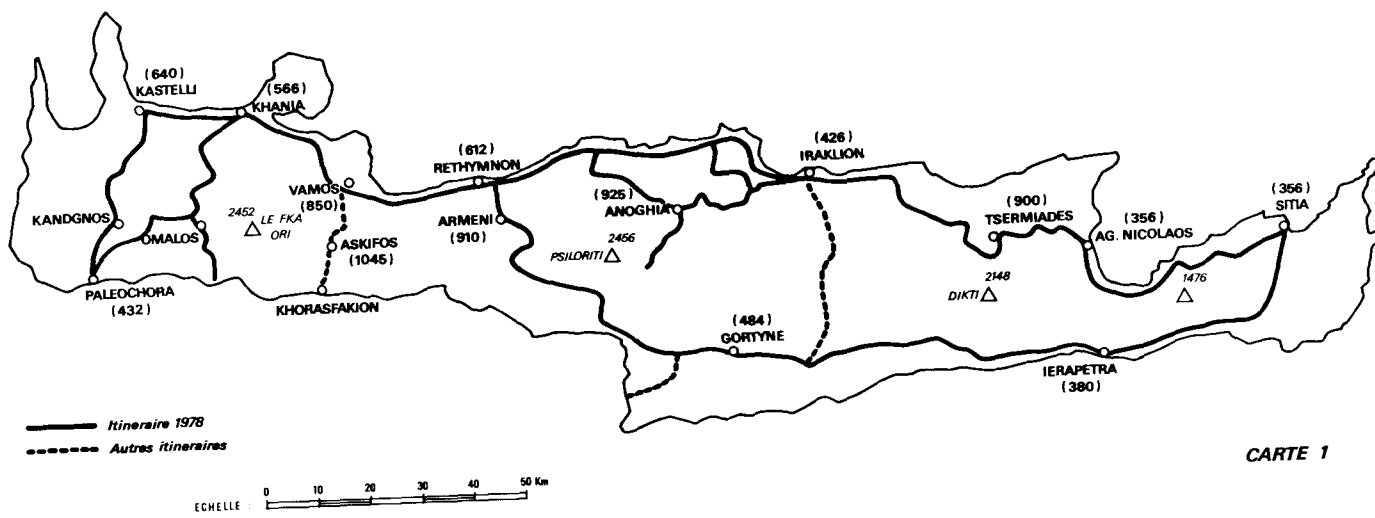 (640)
KASTELLI
(566)
KHANIA
(612)
RETHYMNON
(426)
IRAKLION
VAMOS
(850)
(925)
ANOGHIA
(900)
TSERMIADES
(356)
AG. NICOLAOS
(356)
SITIA
KANDGNOS
OMALOS
2452
LE FKA
ORI
ARMENI
(910)
ASKIFOS
(1045)
PSILORITI
2466
2148
DIKTI
1476
PALEOCHORA
(432)
KHORASFAKION
(484)
GORTYNE
IERAPETRA
(380)
Itineraire 1978
Autres itineraires
CARTE 1
ECHELLE :
0 10 20 30 40 50 Km